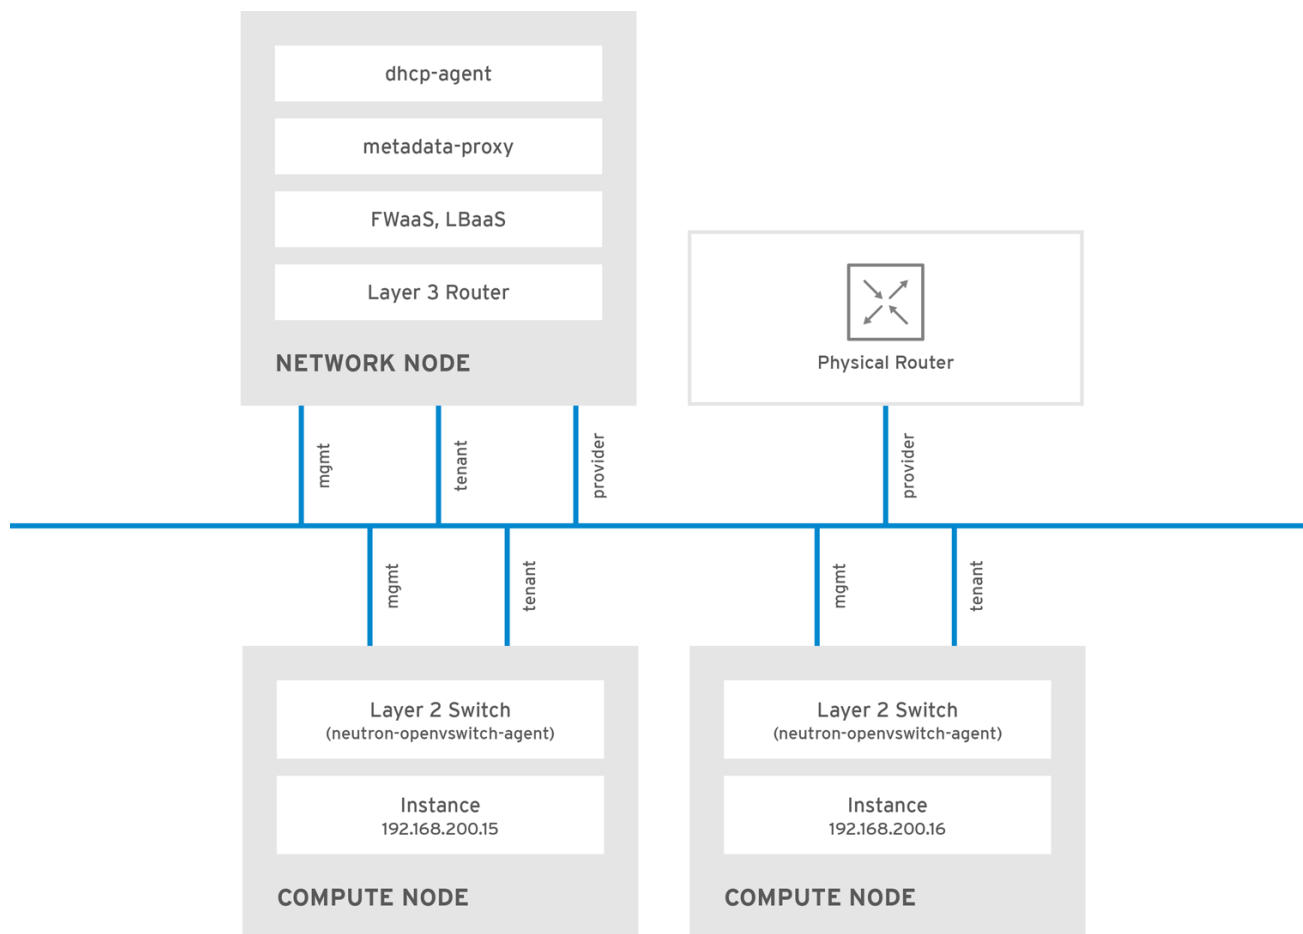 dhcp-agent
metadata-proxy
FWaaS, LBaaS
Layer 3 Router
NETWORK NODE
Physical Router
mgmt
tenant
provider
provider
mgmt
tenant
mgmt
tenant
Layer 2 Switch
(neutron-openvswitch-agent)
Instance
192.168.200.15
COMPUTE NODE
Layer 2 Switch
(neutron-openvswitch-agent)
Instance
192.168.200.16
COMPUTE NODE